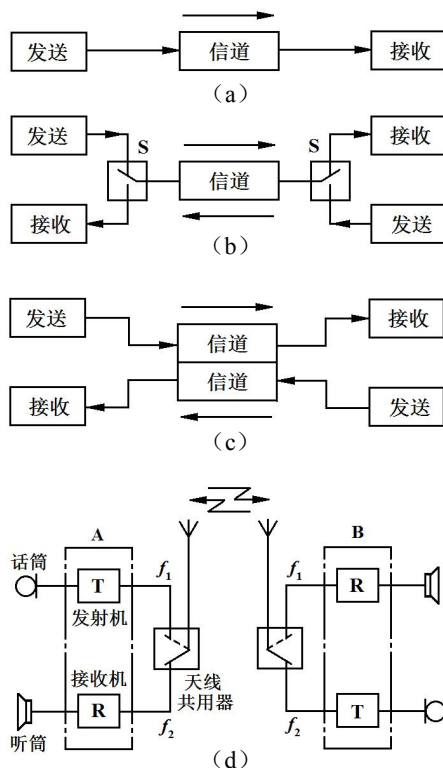 发送 信道 接收
(a)
发送 S S 接收
信道
接收 发送
(b)
发送 信道 接收
接收 信道 发送
(c)
A B
话筒 T f₁ f₁ R
发射机
接收机 天线
共用器
听筒 R f₂ f₂ T
(d)